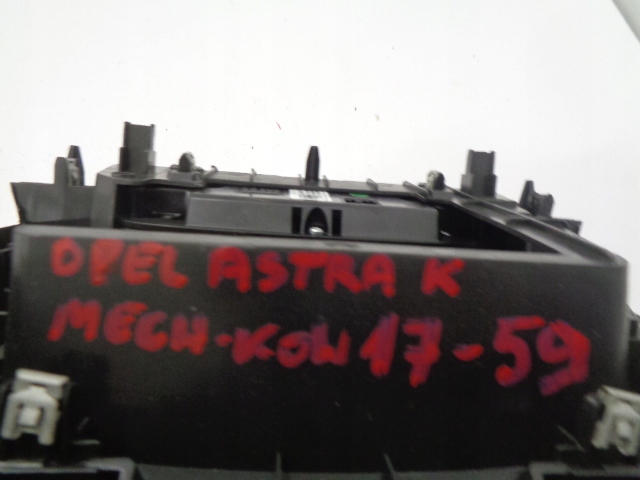 OPEL ASTRA K
MECH-KOW 17-59